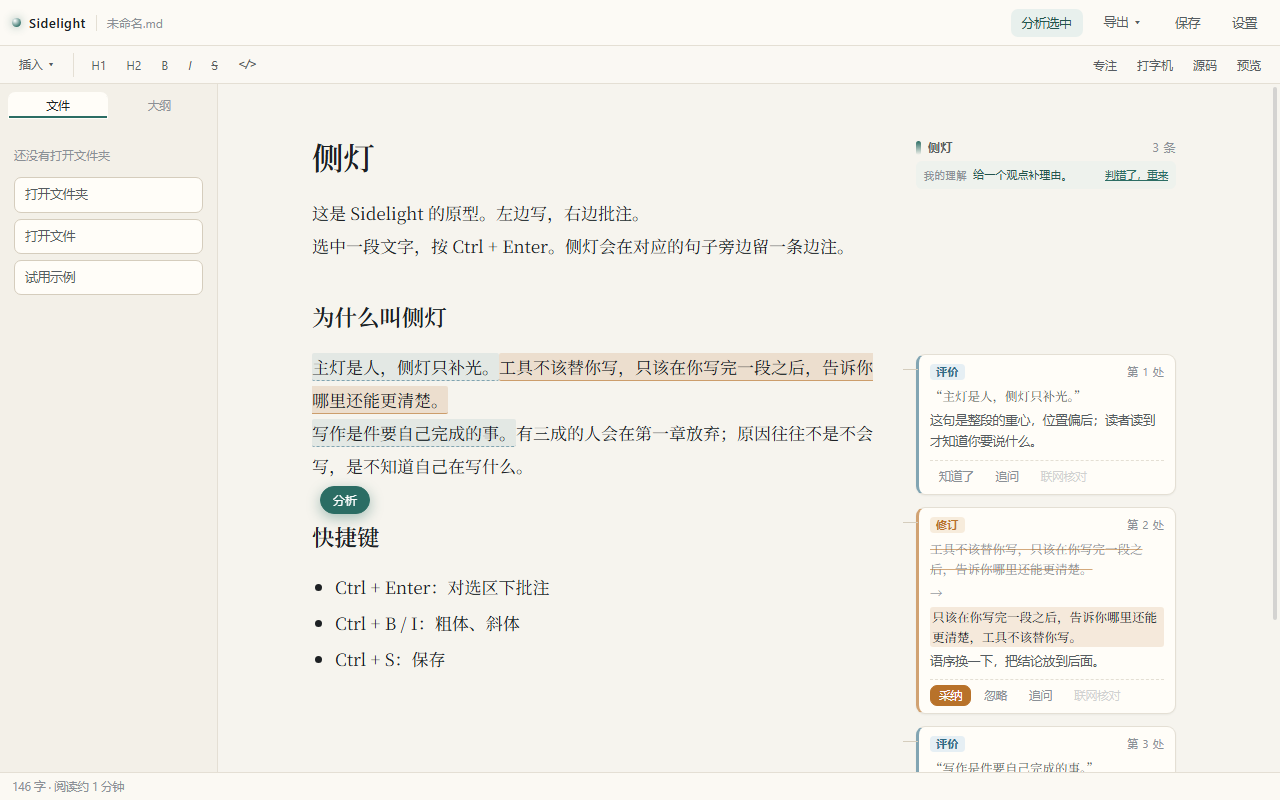 Sidelight 未命名.md 分析选中 导出 保存 设置
插入 H1 H2 B I S </> 专注 打字机 源码 预览
文件 大纲
还没有打开文件夹
打开文件夹
打开文件
试用示例
侧灯
这是 Sidelight 的原型。左边写，右边批注。
选中一段文字，按 Ctrl + Enter。侧灯会在对应的句子旁边留一条边注。
为什么叫侧灯
主灯是人，侧灯只补光。工具不该替你写，只该在你写完一段之后，告诉你
哪里还能更清楚。
写作是件要自己完成的事。有三成的人会在第一章放弃；原因往往不是不会
写，是不知道自己在写什么。
分析
快捷键
Ctrl + Enter：对选区下批注
Ctrl + B / I：粗体、斜体
Ctrl + S：保存
侧灯 3 条
我的理解 给一个观点补理由。 判错了，重来
评价 第 1 处
“主灯是人，侧灯只补光。”
这句是整段的重心，位置偏后；读者读到
才知道你要说什么。
知道了 追问 联网核对
修订 第 2 处
工具不该替你写，只该在你写完一段之
后，告诉你哪里还能更清楚。
→
只该在你写完一段之后，告诉你哪里还能
更清楚，工具不该替你写。
语序换一下，把结论放到后面。
采纳 忽略 追问 联网核对
评价 第 3 处
“写作是件要自己完成的事。”
146 字 · 阅读约 1 分钟